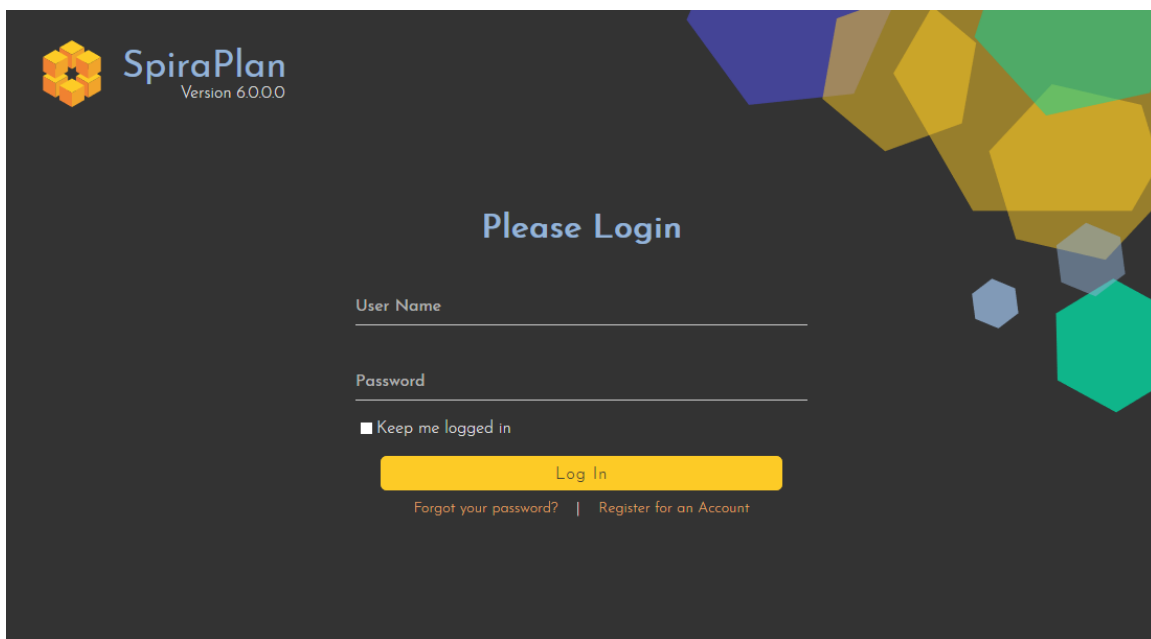 SpiraPlan
Version 6.0.0.0
Please Login
User Name
Password
Keep me logged in
Log In
Forgot your password? | Register for an Account